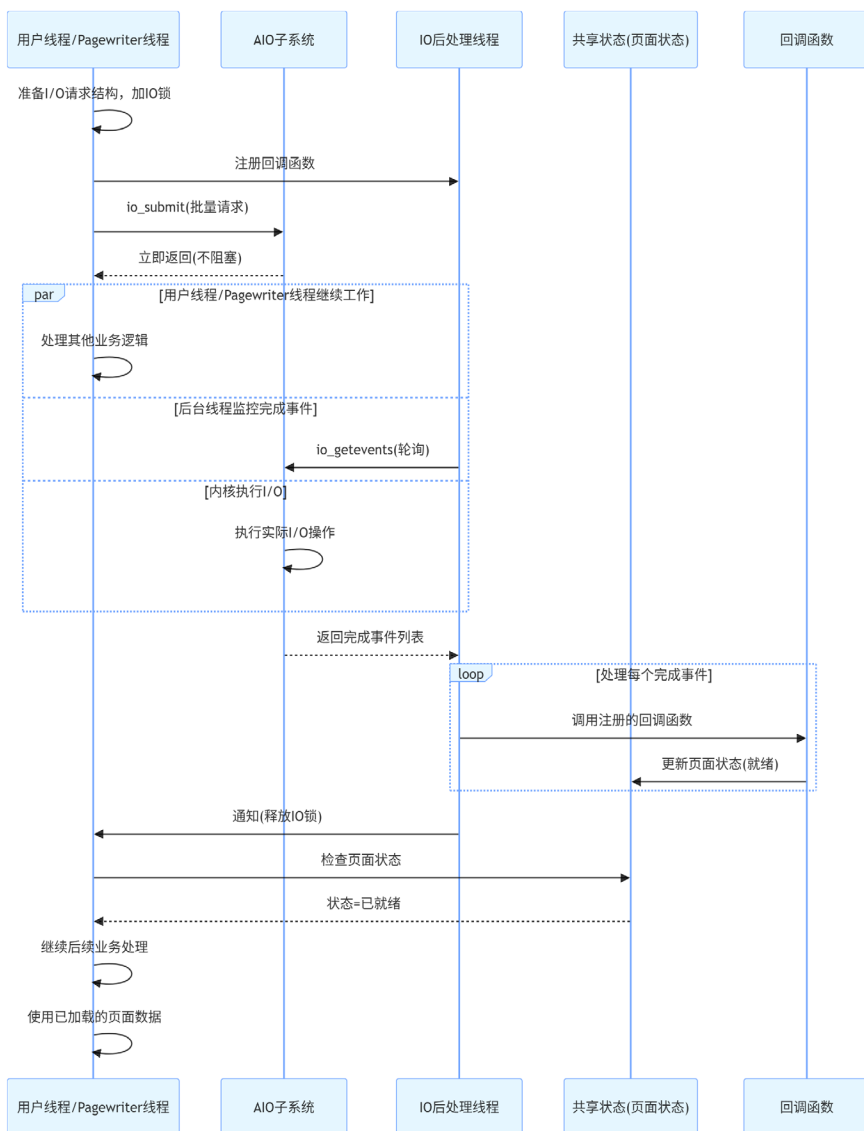 用户线程/Pagewriter线程
AIO子系统
IO后处理线程
共享状态(页面状态)
回调函数
准备I/O请求结构，加IO锁
注册回调函数
io_submit(批量请求)
立即返回(不阻塞)
par
[用户线程/Pagewriter线程继续工作]
处理其他业务逻辑
[后台线程监控完成事件]
io_getevents(轮询)
[内核执行I/O]
执行实际I/O操作
返回完成事件列表
loop
[处理每个完成事件]
调用注册的回调函数
更新页面状态(就绪)
通知(释放IO锁)
检查页面状态
状态=已就绪
继续后续业务处理
使用已加载的页面数据
用户线程/Pagewriter线程
AIO子系统
IO后处理线程
共享状态(页面状态)
回调函数